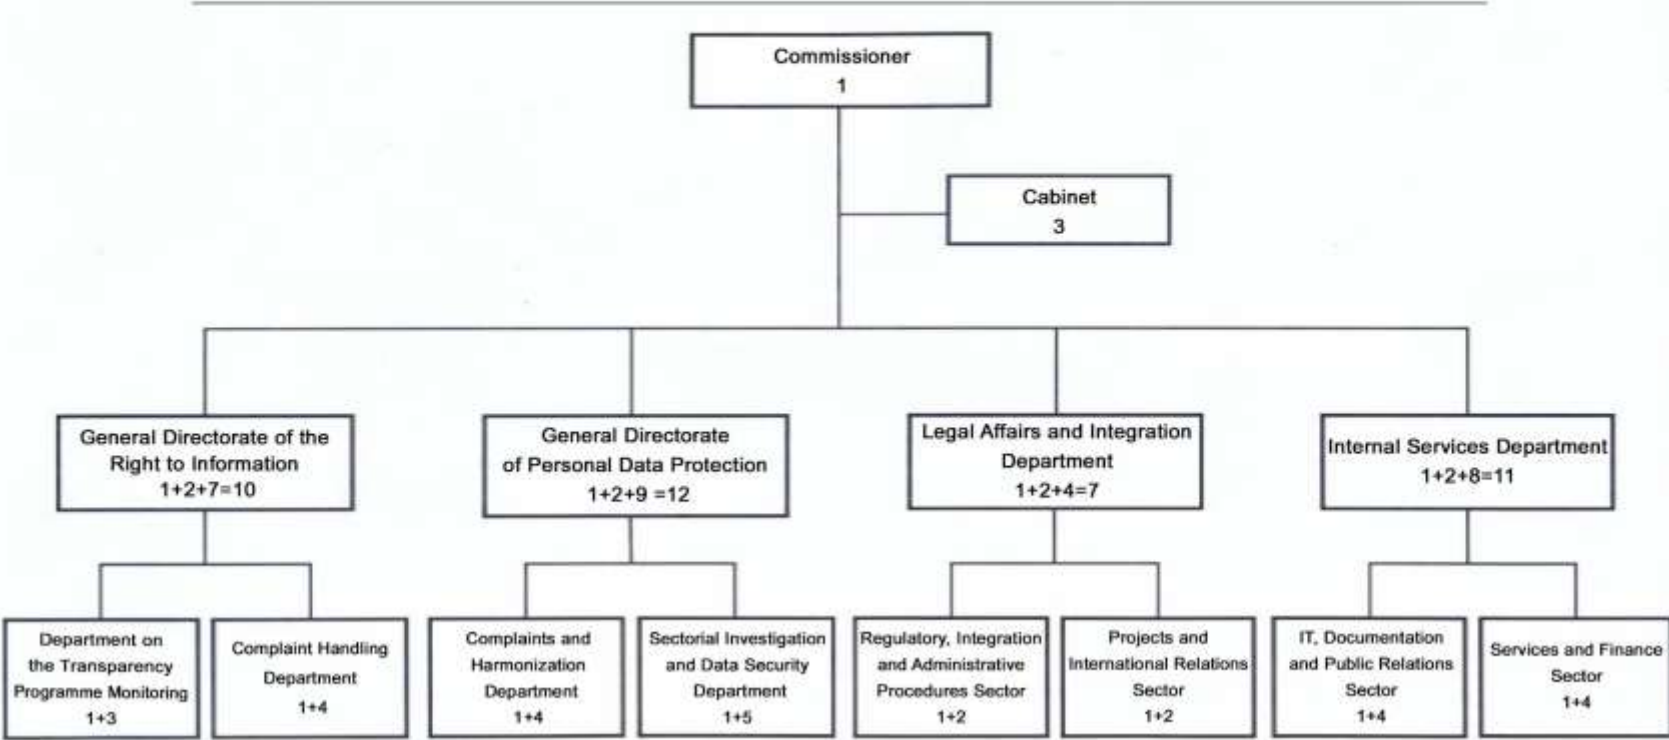 Commissioner
1
Cabinet
3
General Directorate of the
Right to Information
1+2+7=10
General Directorate
of Personal Data Protection
1+2+9 =12
Legal Affairs and Integration
Department
1+2+4=7
Internal Services Department
1+2+8=11
Department on
the Transparency
Programme Monitoring
1+3
Complaint Handling
Department
1+4
Complaints and
Harmonization
Department
1+4
Sectorial Investigation
and Data Security
Department
1+5
Regulatory, Integration
and Administrative
Procedures Sector
1+2
Projects and
International Relations
Sector
1+2
IT, Documentation
and Public Relations
Sector
1+4
Services and Finance
Sector
1+4